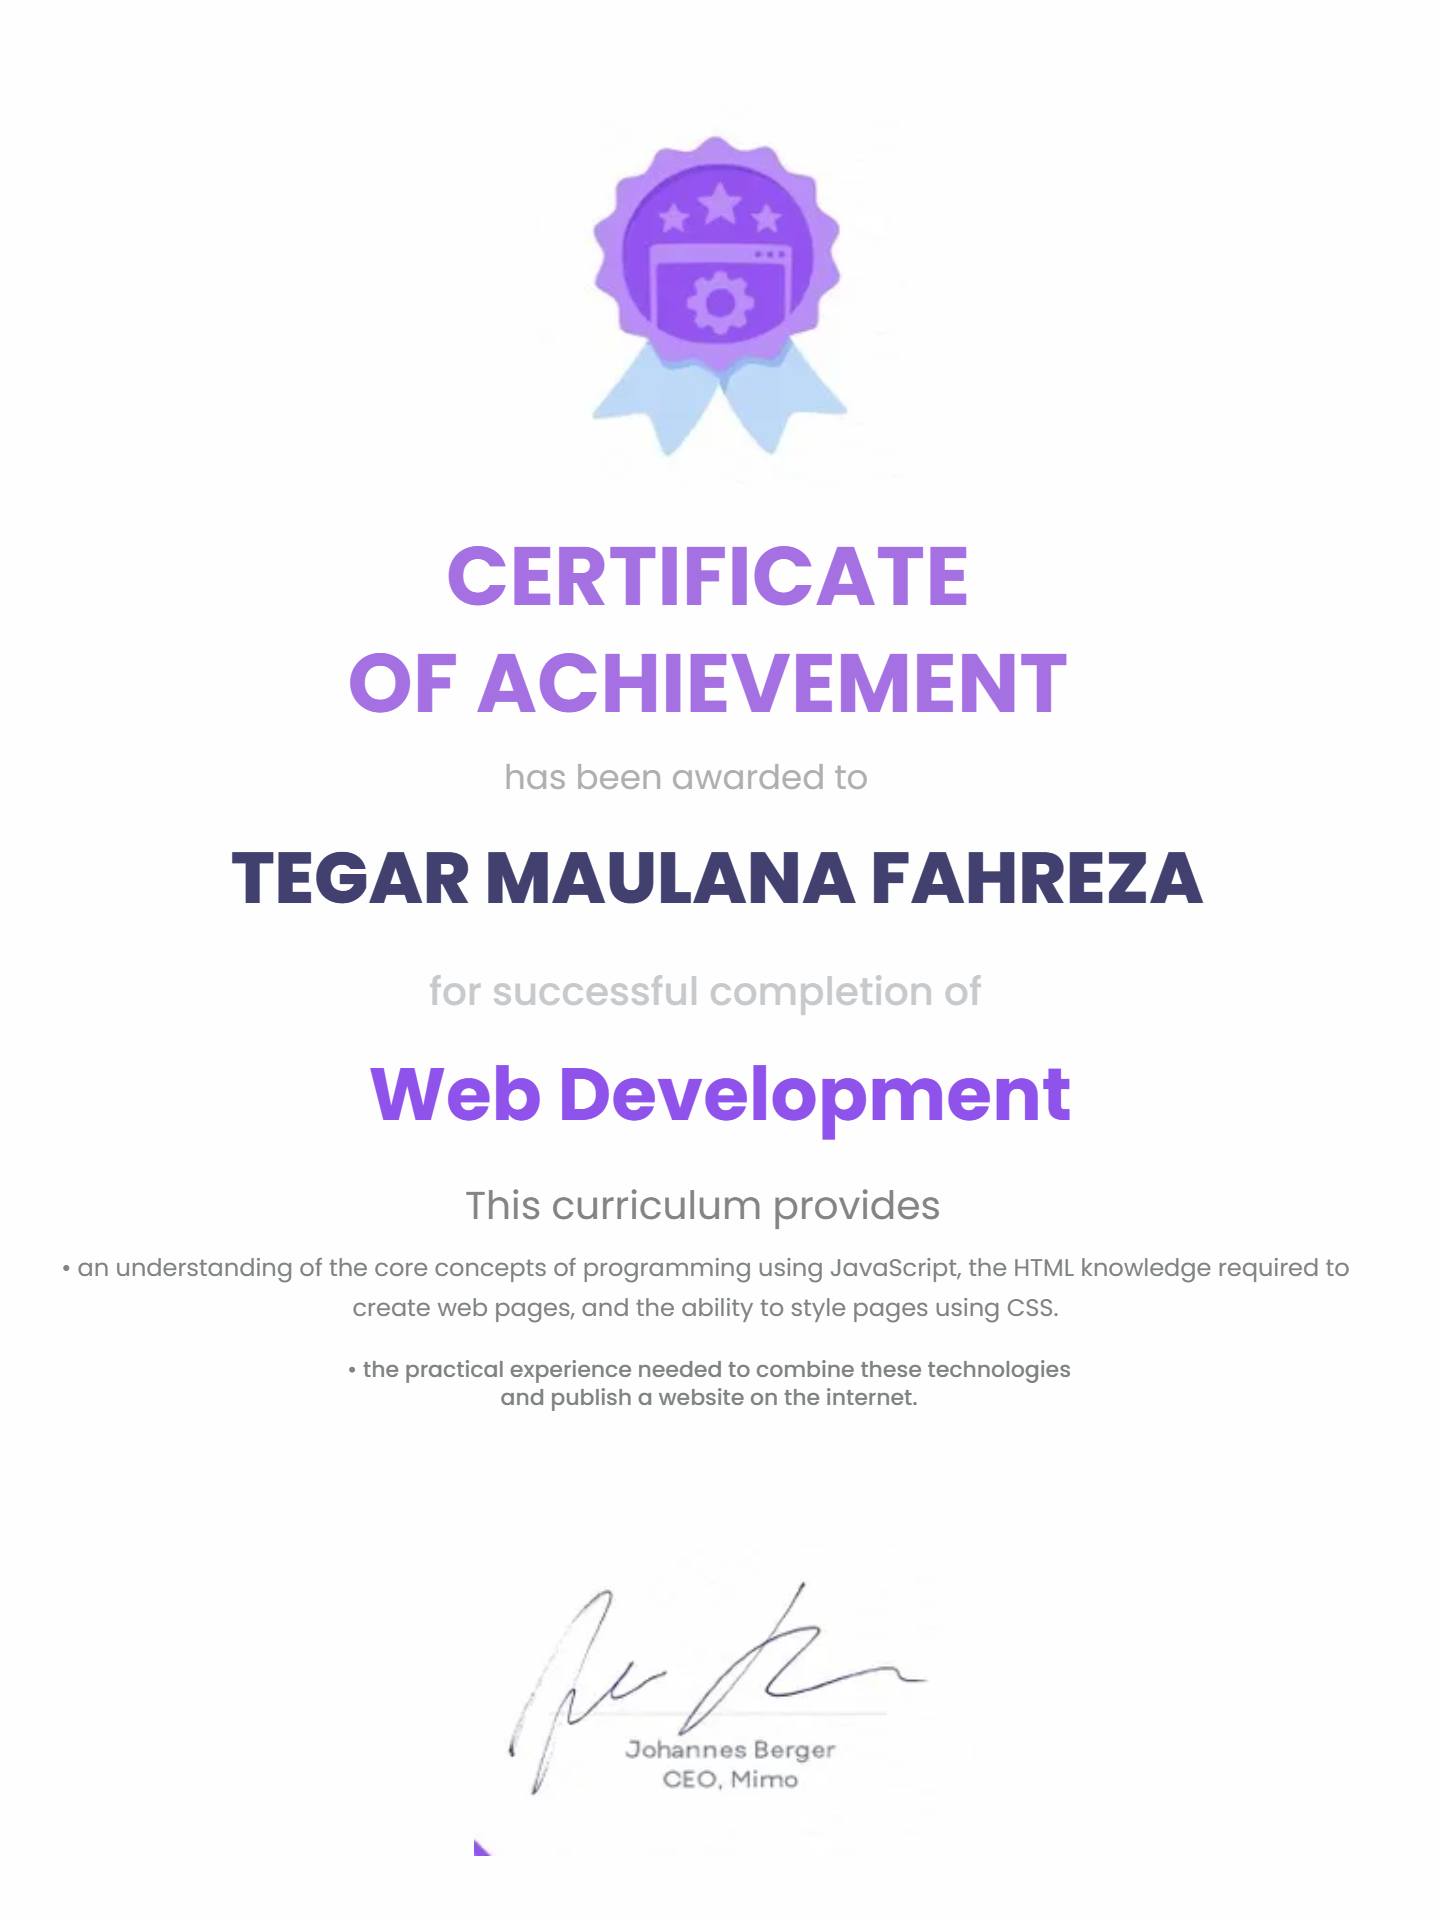 CERTIFICATE
OF ACHIEVEMENT
has been awarded to
TEGAR MAULANA FAHREZA
for successful completion of
Web Development
This curriculum provides
• an understanding of the core concepts of programming using JavaScript, the HTML knowledge required to
create web pages, and the ability to style pages using CSS.
• the practical experience needed to combine these technologies
and publish a website on the internet.
Johannes Berger
CEO, Mimo